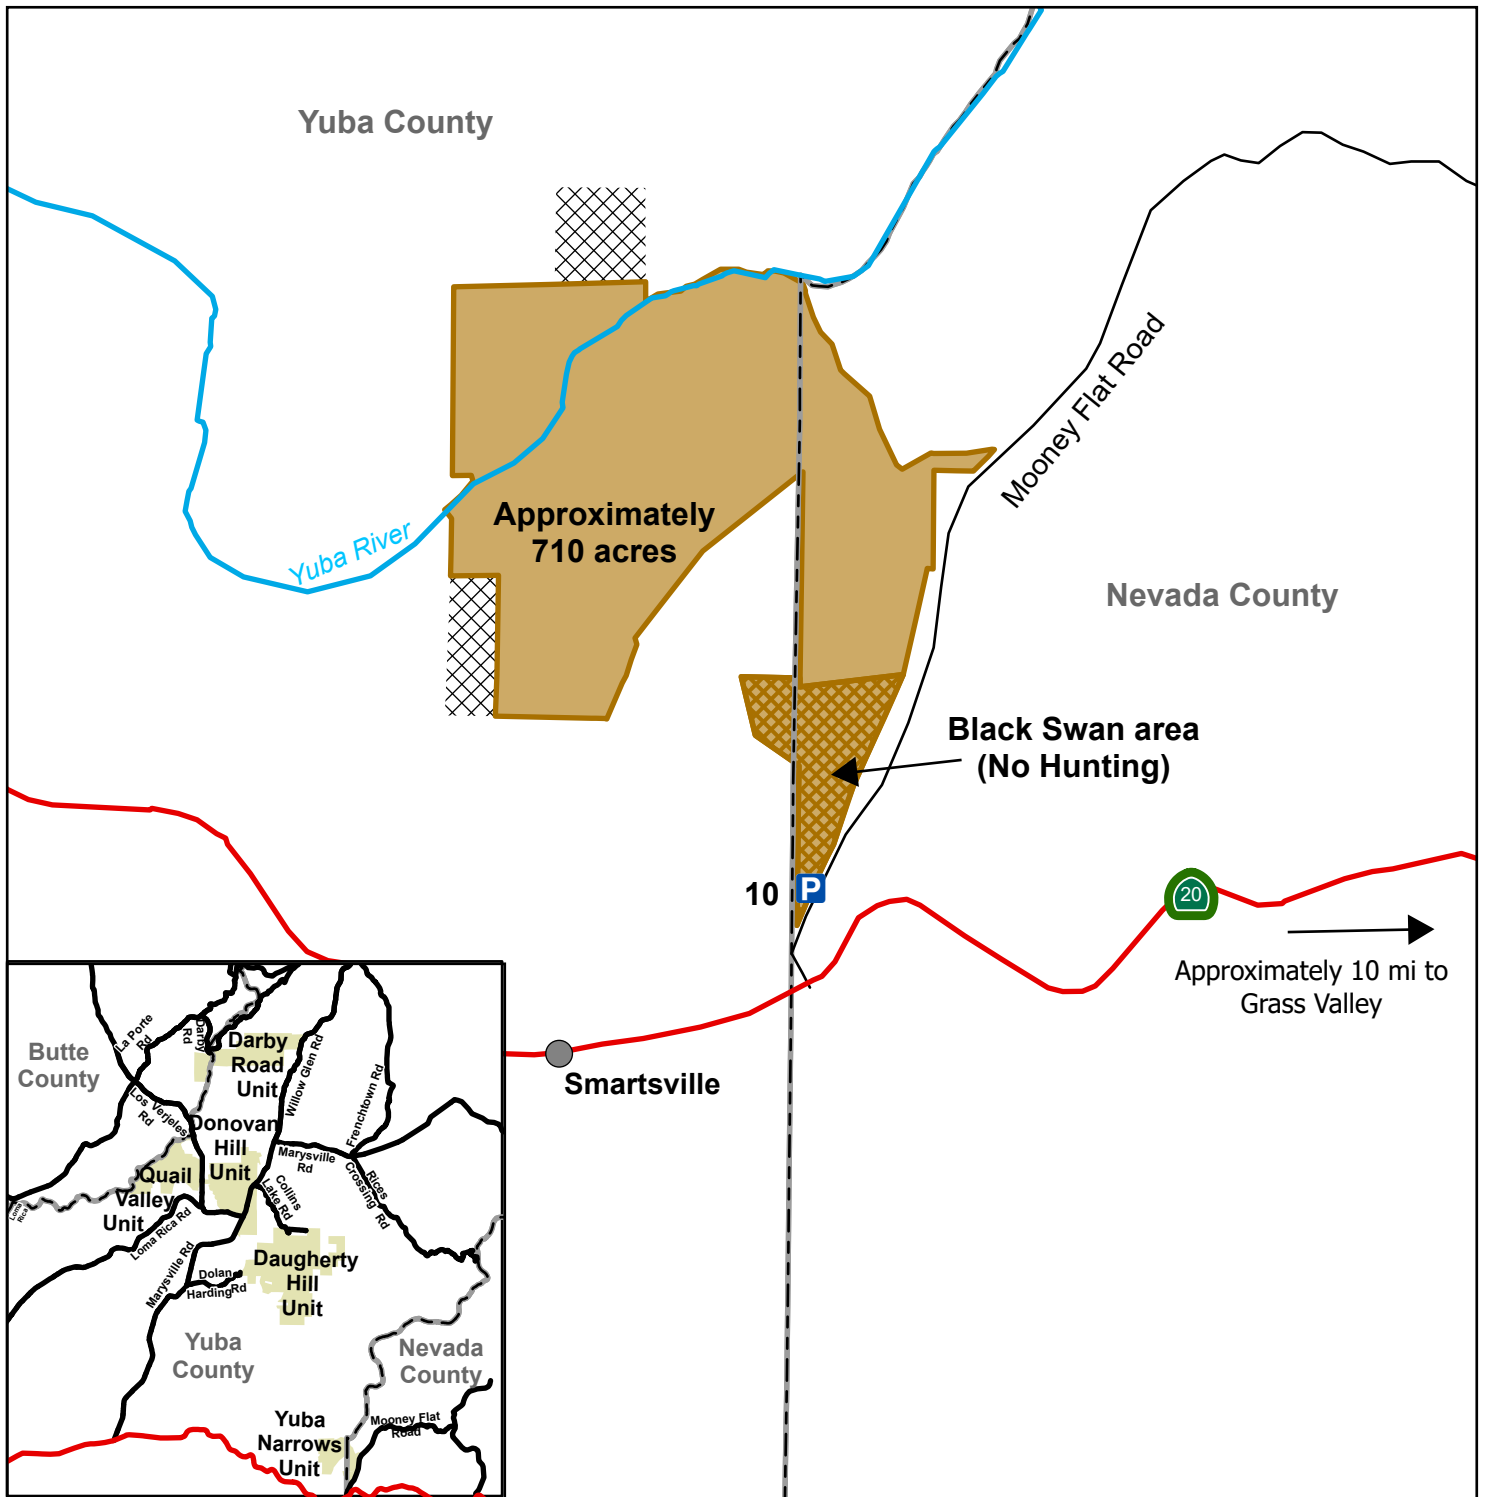 Yuba County
Mooney Flat Road
Approximately
710 acres
Yuba River
Nevada County
Black Swan area
(No Hunting)
10
P
20
Approximately 10 mi to
Grass Valley
Smartsville
La Porte
Rd
Darby
Rd
Butte
County
Darby
Road
Unit
Willow Glen Rd
Frenchtown Rd
Los Verjeles
Rd
Donovan
Hill
Unit
Marysville
Rd
Quail
Valley
Unit
Collins
Lake Rd
Rices
Crossing Rd
Loma
Rica
Loma Rica Rd
Marysville Rd
Dolan
Harding Rd
Daugherty
Hill
Unit
Yuba
County
Nevada
County
Yuba
Narrows
Unit
Mooney Flat
Road